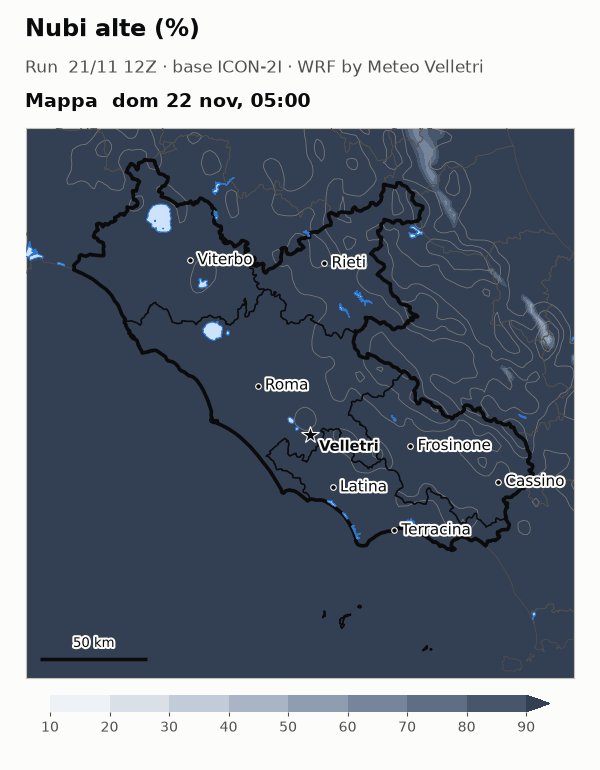 Nubi alte (%)
Run 21/11 12Z · base ICON-2I · WRF by Meteo Velletri
Mappa dom 22 nov, 05:00
Viterbo
Rieti
Roma
Velletri
Frosinone
Latina
Cassino
Terracina
50 km
10 20 30 40 50 60 70 80 90